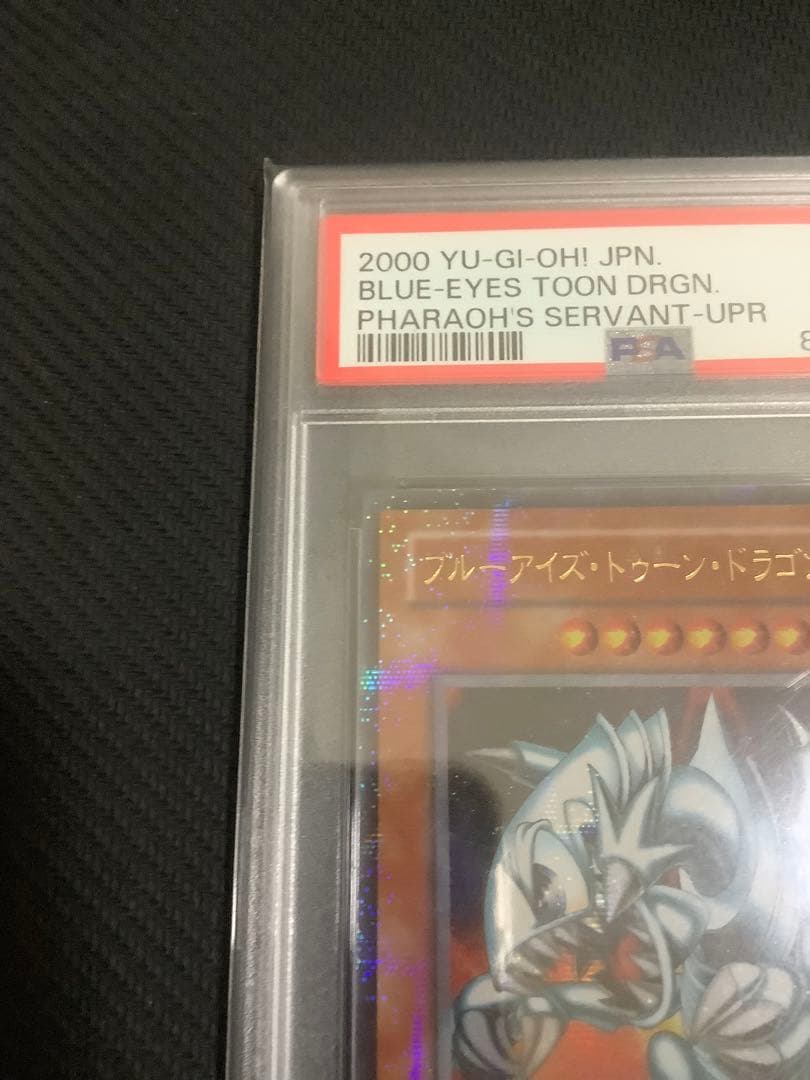 2000 YU-GI-OH! JPN.
BLUE-EYES TOON DRGN.
PHARAOH'S SERVANT-UPR
PSA
ブルーアイズ・トゥーン・ドラゴン